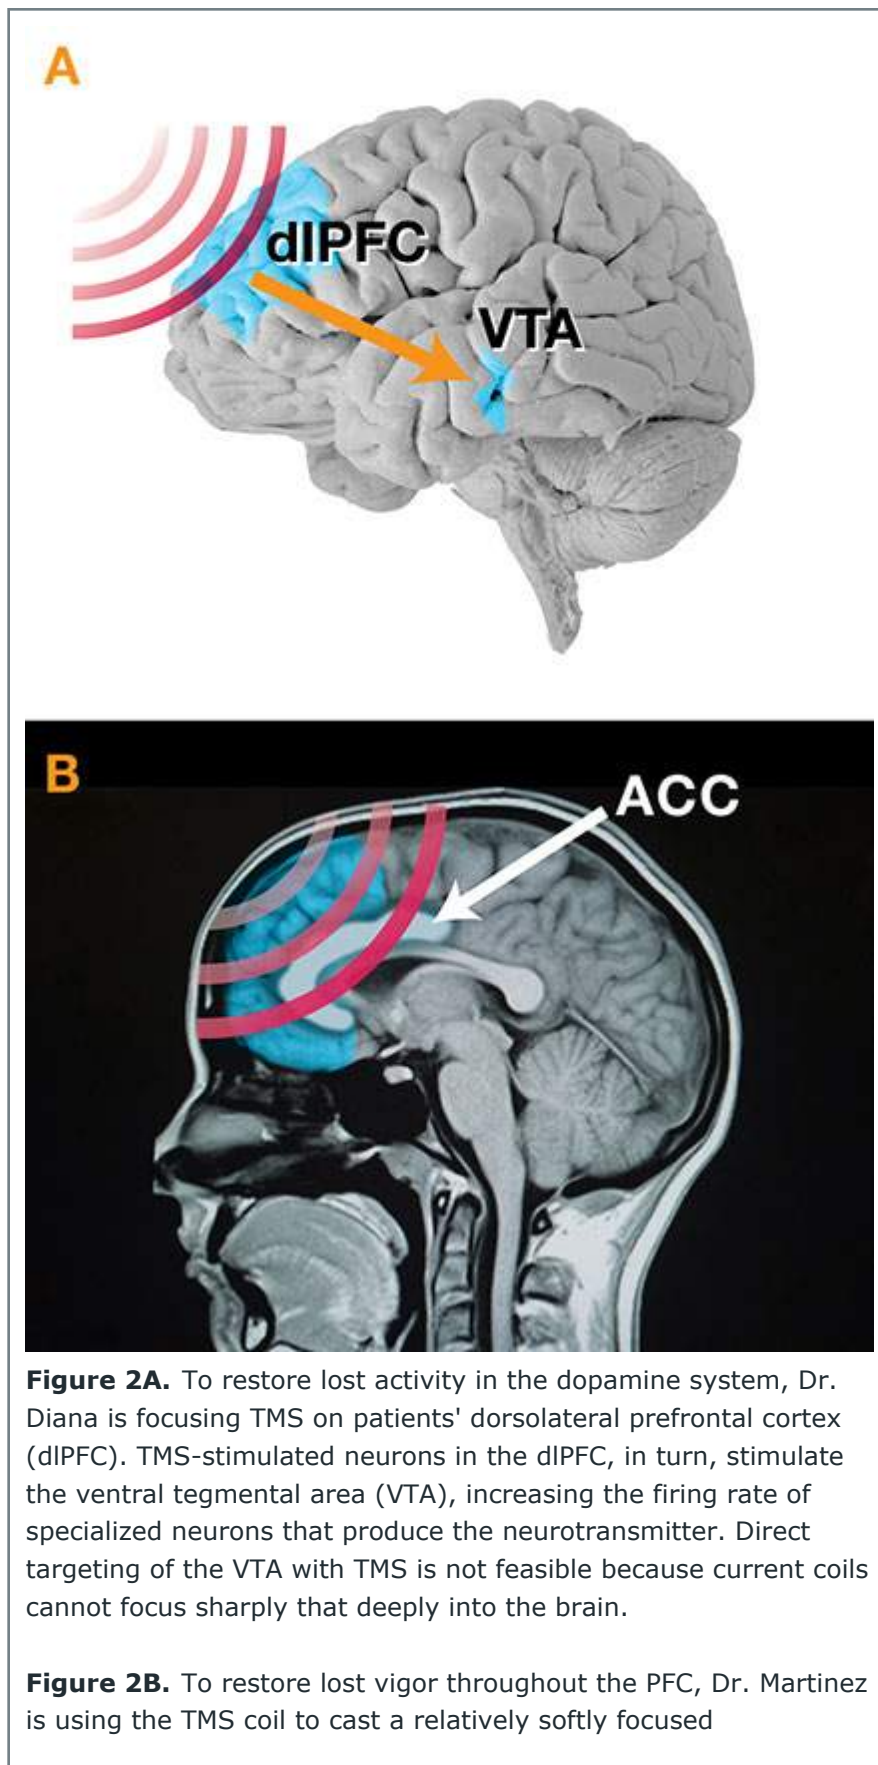 A
dlPFC
VTA
B
ACC
Figure 2A. To restore lost activity in the dopamine system, Dr.
Diana is focusing TMS on patients' dorsolateral prefrontal cortex
(dlPFC). TMS-stimulated neurons in the dlPFC, in turn, stimulate
the ventral tegmental area (VTA), increasing the firing rate of
specialized neurons that produce the neurotransmitter. Direct
targeting of the VTA with TMS is not feasible because current coils
cannot focus sharply that deeply into the brain.
Figure 2B. To restore lost vigor throughout the PFC, Dr. Martinez
is using the TMS coil to cast a relatively softly focused